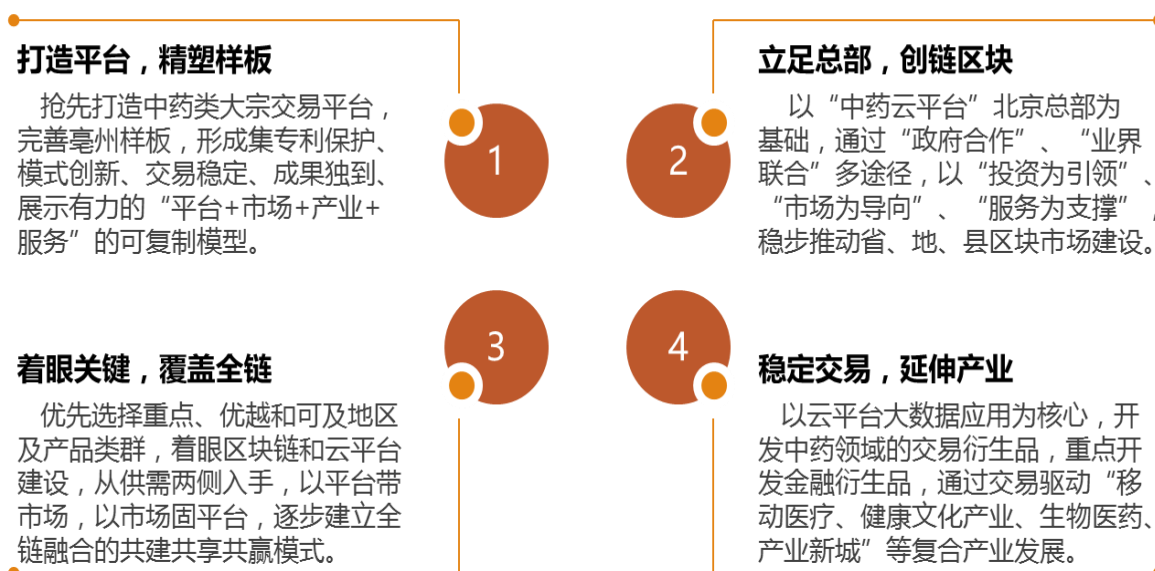 打造平台，精塑样板
抢先打造中药类大宗交易平台，
完善亳州样板，形成集专利保护、
模式创新、交易稳定、成果独到、
展示有力的“平台+市场+产业+
服务”的可复制模型。
1
立足总部，创链区块
以“中药云平台”北京总部为
基础，通过“政府合作”、“业界
联合”多途径，以“投资为引领”、
“市场为导向”、“服务为支撑”，
稳步推动省、地、县区块市场建设。
2
着眼关键，覆盖全链
优先选择重点、优越和可及地区
及产品类群，着眼区块链和云平台
建设，从供需两侧入手，以平台带
市场，以市场固平台，逐步建立全
链融合的共建共享共赢模式。
3
稳定交易，延伸产业
以云平台大数据应用为核心，开
发中药领域的交易衍生品，重点开
发金融衍生品，通过交易驱动“移
动医疗、健康文化产业、生物医药、
产业新城”等复合产业发展。
4